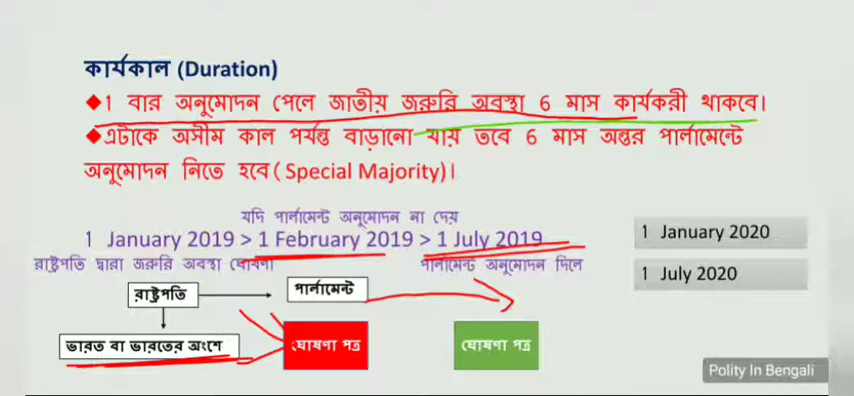 কার্যকাল (Duration)
◆1 বার অনুমোদন পেলে জাতীয় জরুরি অবস্থা 6 মাস কার্যকরী থাকবে।
◆এটাকে অসীম কাল পর্যন্ত বাড়ানো যায় তবে 6 মাস অন্তর পার্লামেন্টে
অনুমোদন নিতে হবে( Special Majority)।
যদি পার্লামেন্ট অনুমোদন না দেয়
1 January 2019 > 1 February 2019 > 1 July 2019
1 January 2020
রাষ্ট্রপতি দ্বারা জরুরি অবস্থা ঘোষণা
পার্লামেন্ট অনুমোদন দিলে
1 July 2020
রাষ্ট্রপতি
পার্লামেন্ট
ভারত বা ভারতের অংশে
ঘোষণা পত্র
ঘোষণা পত্র
Polity In Bengali